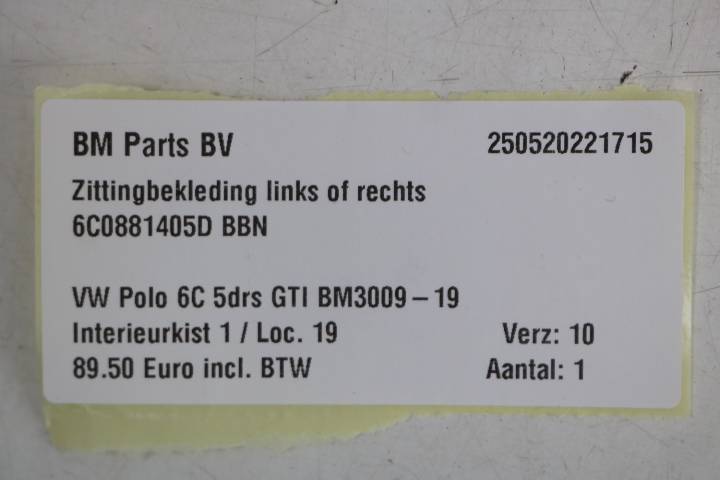 BM Parts BV 250520221715
Zittingbekleding links of rechts
6C0881405D BBN
VW Polo 6C 5drs GTI BM3009 – 19
Interieurkist 1 / Loc. 19 Verz: 10
89.50 Euro incl. BTW Aantal: 1